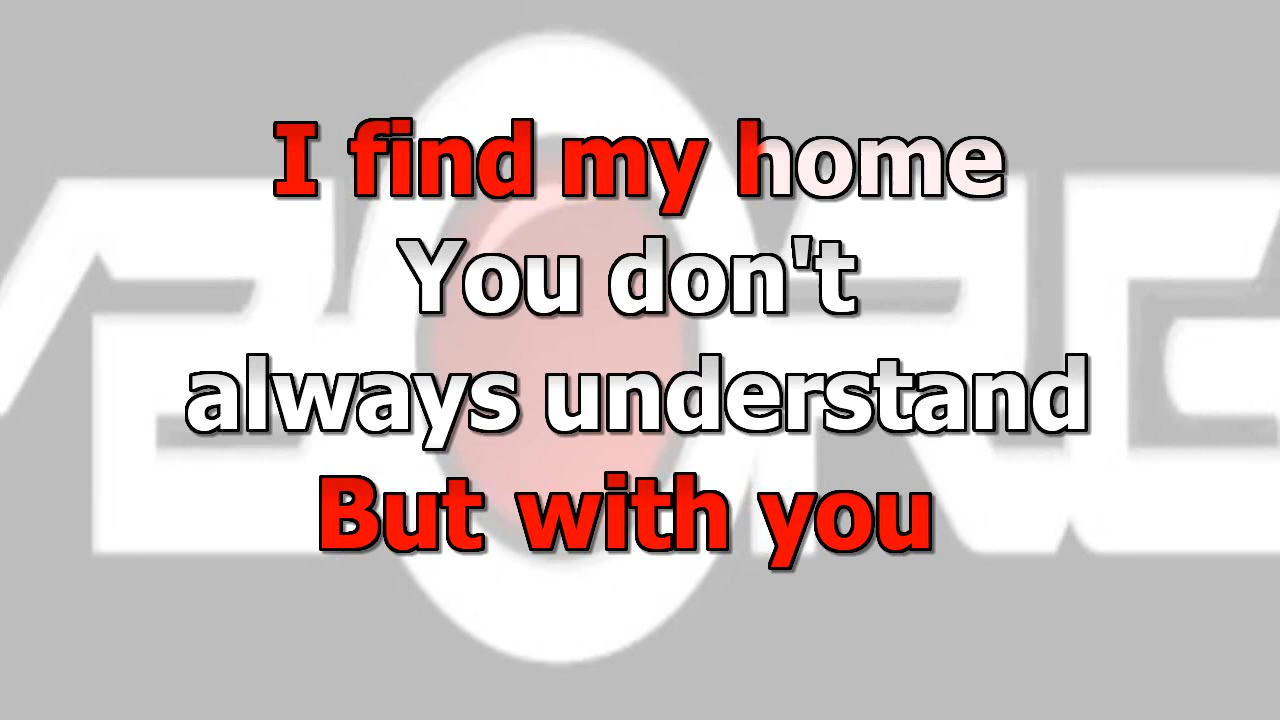 I find my home
You don't
always understand
But with you